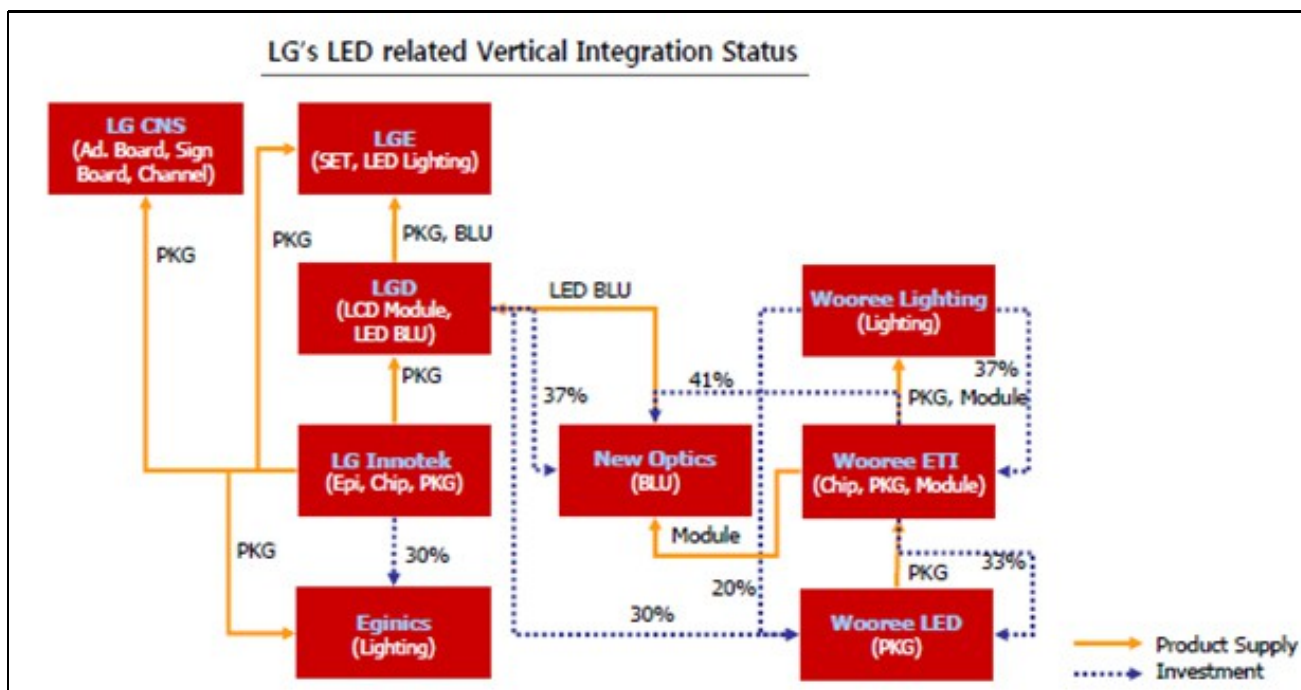 LG's LED related Vertical Integration Status
LG CNS
(Ad. Board, Sign
Board, Channel)
LGE
(SET, LED Lighting)
PKG
PKG
PKG, BLU
LGD
(LCD Module,
LED BLU)
LED BLU
Wooree Lighting
(Lighting)
PKG
37%
41%
37%
PKG, Module
LG Innotek
(Epi, Chip, PKG)
New Optics
(BLU)
Wooree ETI
(Chip, PKG, Module)
PKG
30%
Module
PKG
33%
20%
30%
Eginics
(Lighting)
Wooree LED
(PKG)
Product Supply
Investment